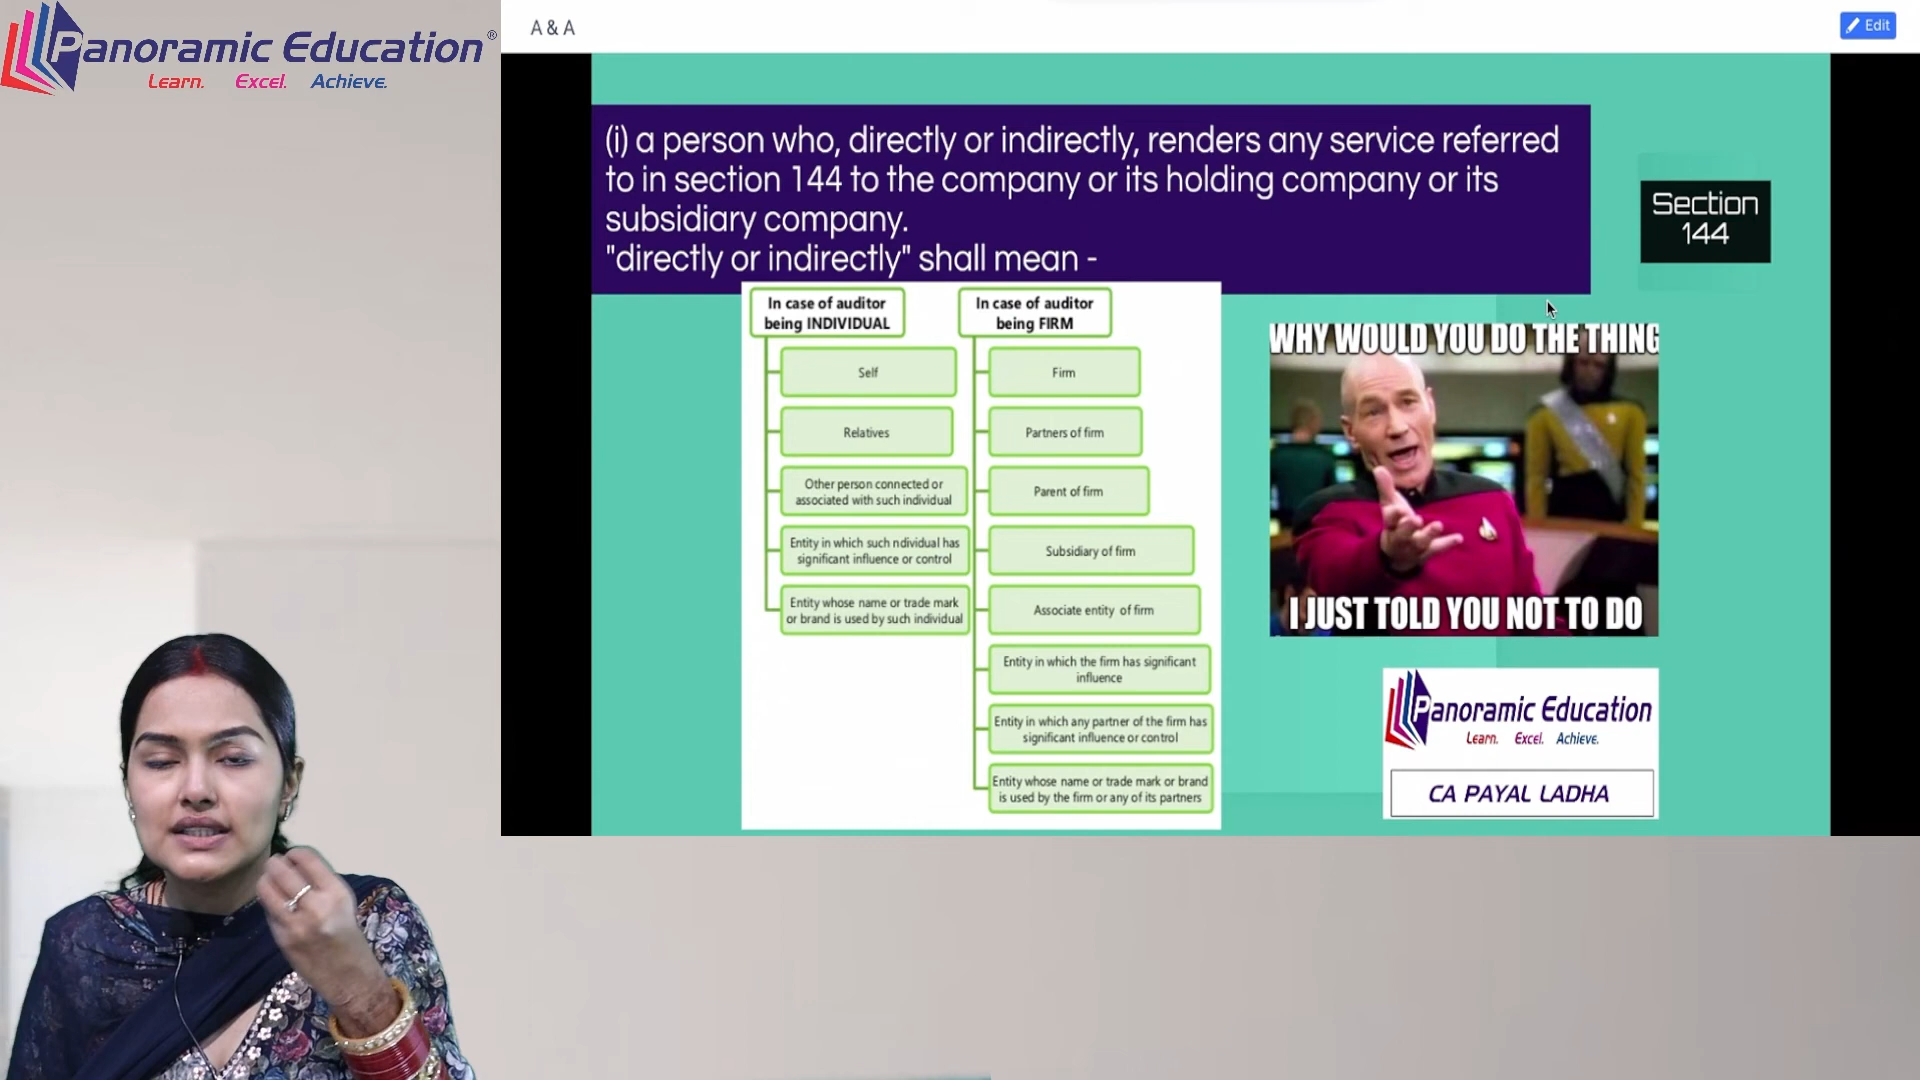 Panoramic Education®
Learn. Excel. Achieve.
A & A
Edit
(i) a person who, directly or indirectly, renders any service referred
to in section 144 to the company or its holding company or its
subsidiary company.
"directly or indirectly" shall mean -
Section
144
In case of auditor
being INDIVIDUAL
Self
Relatives
Other person connected or
associated with such individual
Entity in which such ndividual has
significant influence or control
Entity whose name or trade mark
or brand is used by such individual
In case of auditor
being FIRM
Firm
Partners of firm
Parent of firm
Subsidiary of firm
Associate entity of firm
Entity in which the firm has significant
influence
Entity in which any partner of the firm has
significant influence or control
Entity whose name or trade mark or brand
is used by the firm or any of its partners
WHY WOULD YOU DO THE THING
I JUST TOLD YOU NOT TO DO
Panoramic Education
Learn. Excel. Achieve.
CA PAYAL LADHA